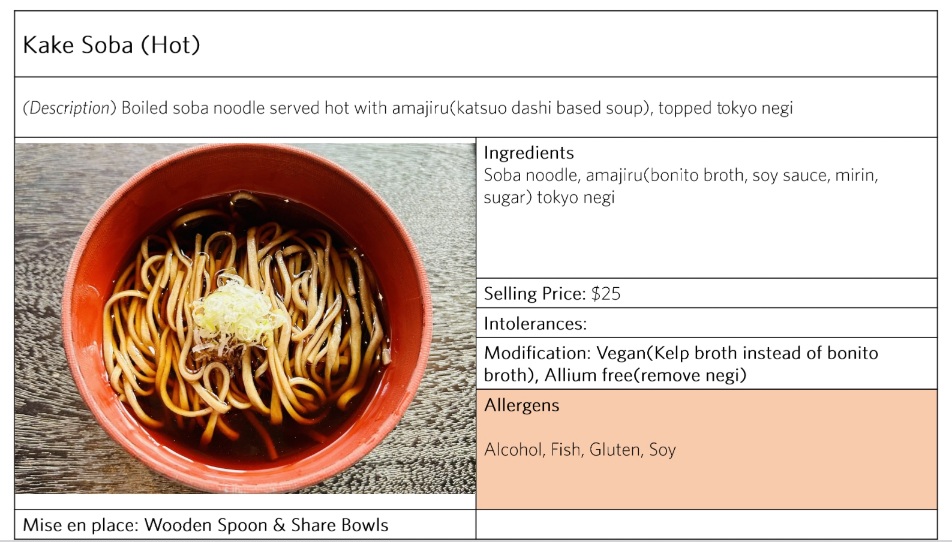 Kake Soba (Hot)
(Description) Boiled soba noodle served hot with amajiru(katsuo dashi based soup), topped tokyo negi
Ingredients
Soba noodle, amajiru(bonito broth, soy sauce, mirin,
sugar) tokyo negi
Selling Price: $25
Intolerances:
Modification: Vegan(Kelp broth instead of bonito
broth), Allium free(remove negi)
Allergens
Alcohol, Fish, Gluten, Soy
Mise en place: Wooden Spoon & Share Bowls